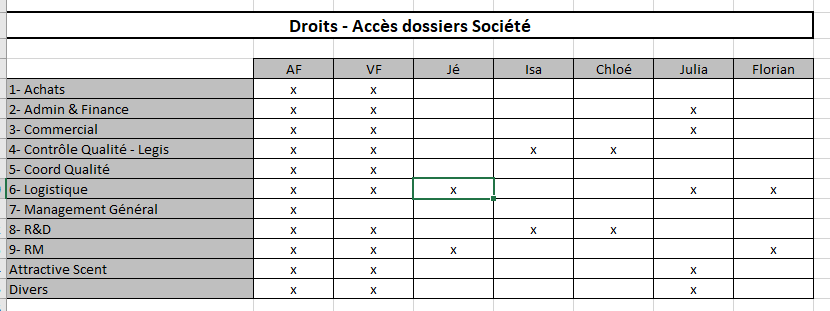 Droits - Accès dossiers Société
AF VF Jé Isa Chloé Julia Florian
1- Achats x x
2- Admin & Finance x x x
3- Commercial x x x
4- Contrôle Qualité - Legis x x x x
5- Coord Qualité x x
6- Logistique x x x x x
7- Management Général x
8- R&D x x x x
9- RM x x x x
Attractive Scent x x x
Divers x x x